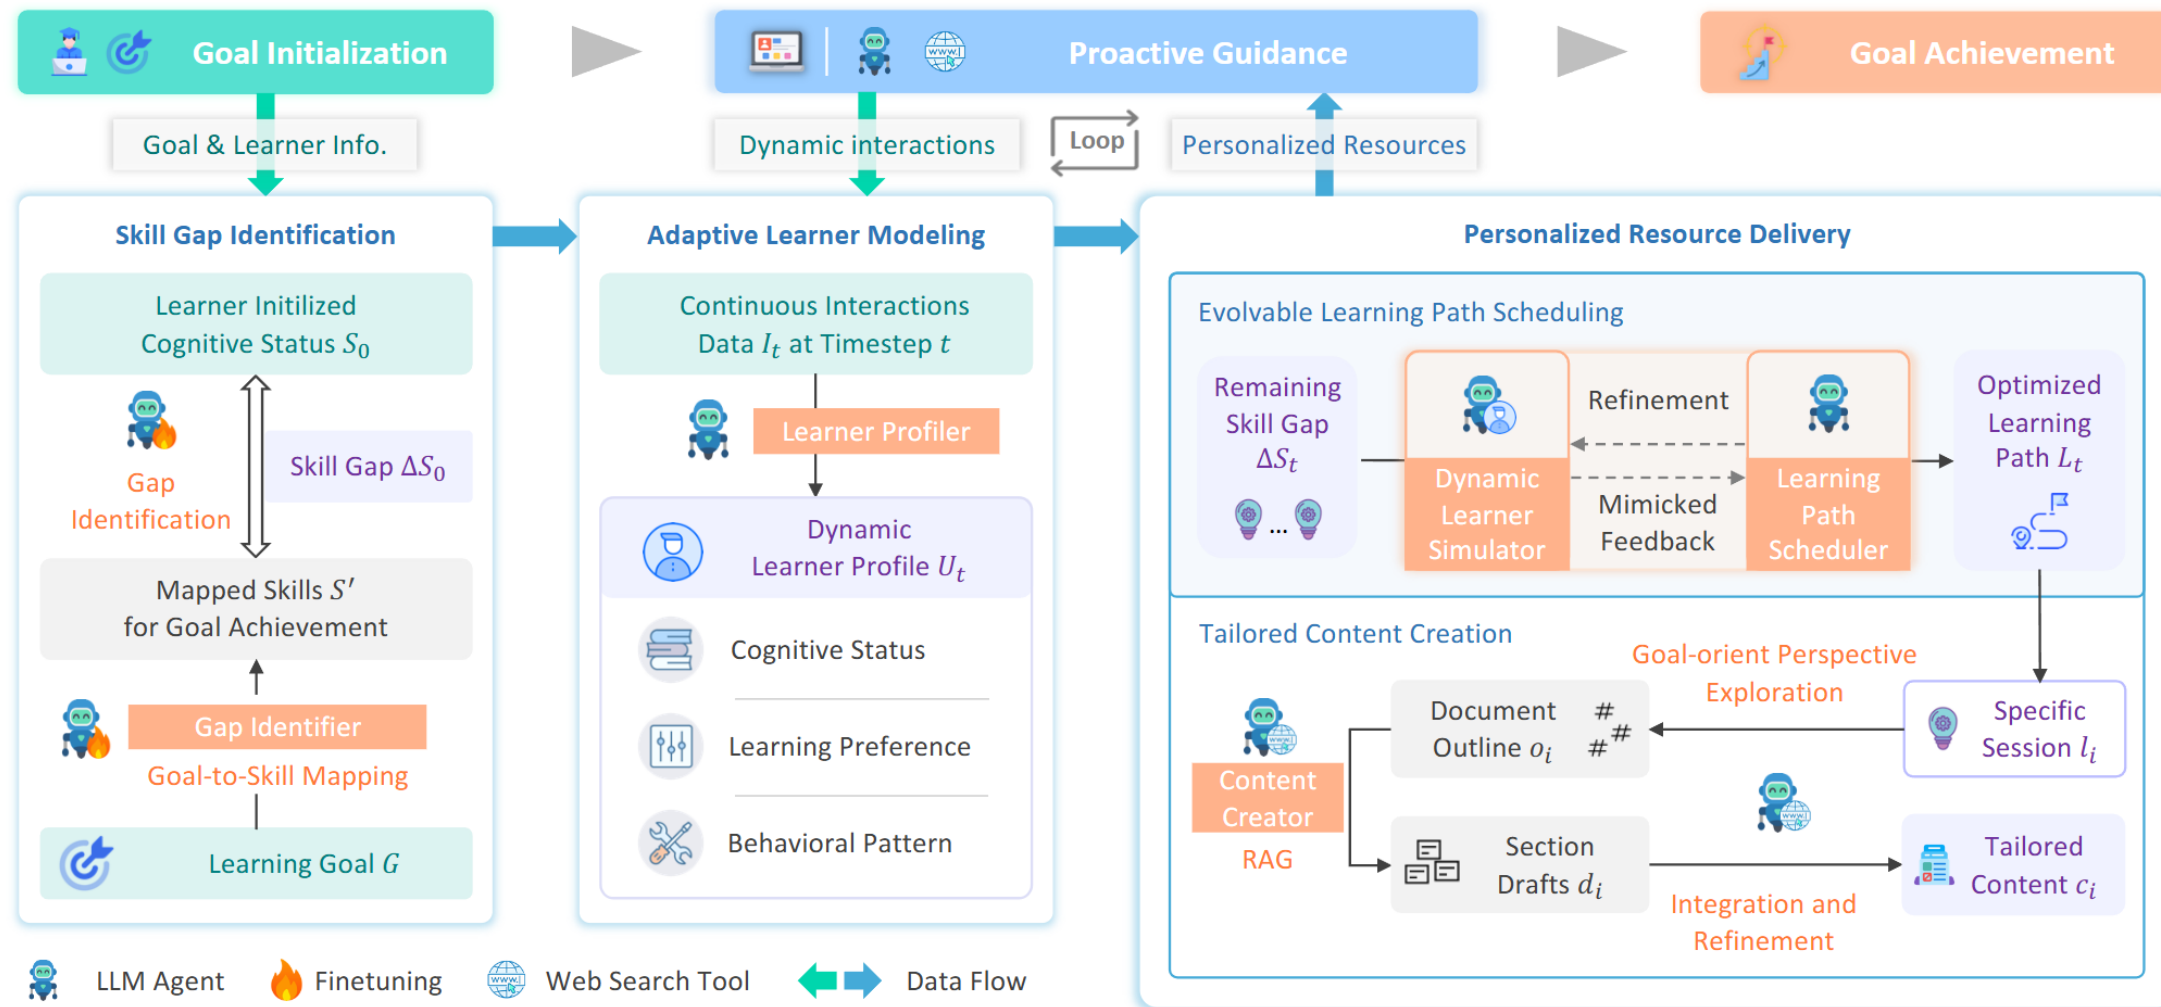 Goal Initialization
Proactive Guidance
Goal Achievement
Goal & Learner Info.
Dynamic interactions
Loop
Personalized Resources
Skill Gap Identification
Learner Initilized
Cognitive Status S₀
Gap
Identification
Skill Gap ΔS₀
Mapped Skills S′
for Goal Achievement
Gap Identifier
Goal-to-Skill Mapping
Learning Goal G
Adaptive Learner Modeling
Continuous Interactions
Data Iₜ at Timestep t
Learner Profiler
Dynamic
Learner Profile Uₜ
Cognitive Status
Learning Preference
Behavioral Pattern
Personalized Resource Delivery
Evolvable Learning Path Scheduling
Remaining
Skill Gap
ΔSₜ
...
Dynamic
Learner
Simulator
Refinement
Mimicked
Feedback
Learning
Path
Scheduler
Optimized
Learning
Path Lₜ
Tailored Content Creation
Goal-orient Perspective
Exploration
Specific
Session lᵢ
Document
Outline oᵢ
# # #
Content
Creator
RAG
Section
Drafts dᵢ
Integration and
Refinement
Tailored
Content cᵢ
LLM Agent
Finetuning
Web Search Tool
Data Flow